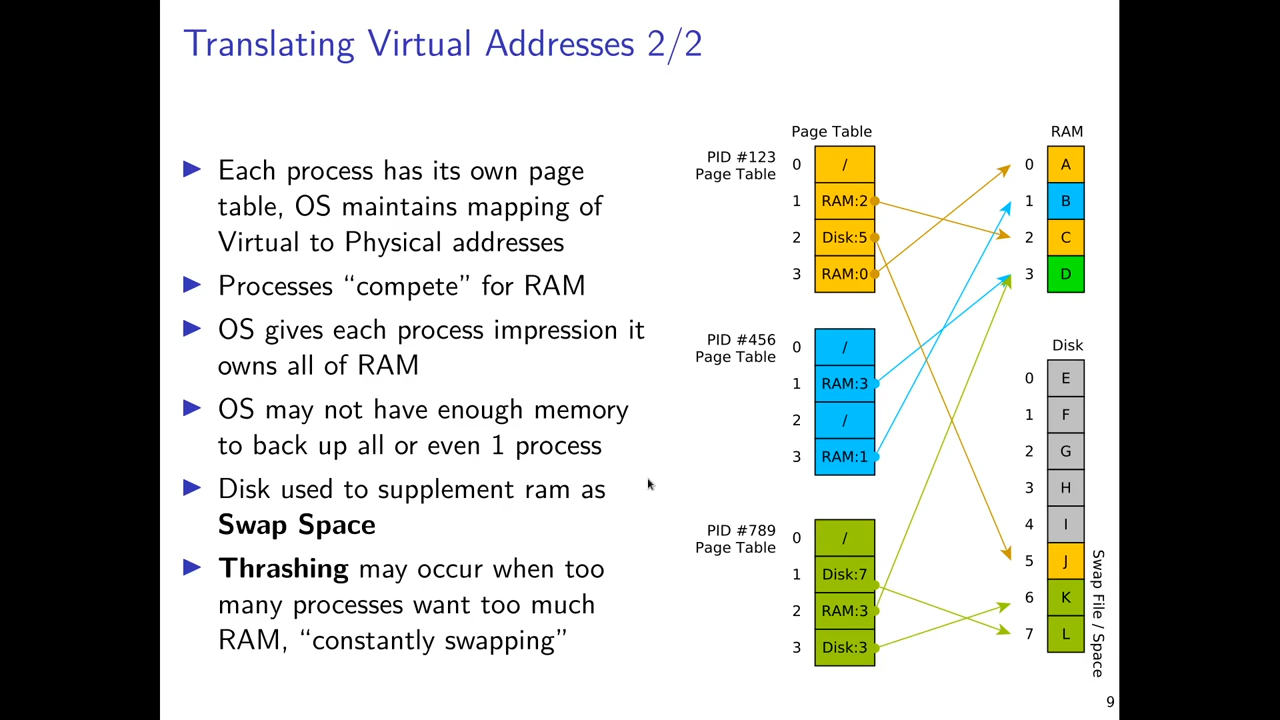 Translating Virtual Addresses 2/2
▶ Each process has its own page
table, OS maintains mapping of
Virtual to Physical addresses
▶ Processes “compete” for RAM
▶ OS gives each process impression it
owns all of RAM
▶ OS may not have enough memory
to back up all or even 1 process
▶ Disk used to supplement ram as
Swap Space
▶ Thrashing may occur when too
many processes want too much
RAM, “constantly swapping”
Page Table
PID #123
Page Table
0 /
1 RAM:2
2 Disk:5
3 RAM:0
PID #456
Page Table
0 /
1 RAM:3
2 /
3 RAM:1
PID #789
Page Table
0 /
1 Disk:7
2 RAM:3
3 Disk:3
RAM
0 A
1 B
2 C
3 D
Disk
0 E
1 F
2 G
3 H
4 I
5 J
6 K
7 L
Swap File / Space
9